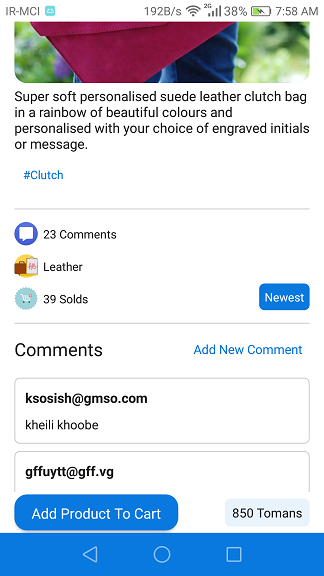 IR-MCI 192B/s 2G 38% 7:58 AM
Super soft personalised suede leather clutch bag
in a rainbow of beautiful colours and
personalised with your choice of engraved initials
or message.
#Clutch
23 Comments
Leather
39 Solds
Newest
Comments
Add New Comment
ksosish@gmso.com
kheili khoobe
gffuytt@gff.vg
Add Product To Cart
850 Tomans